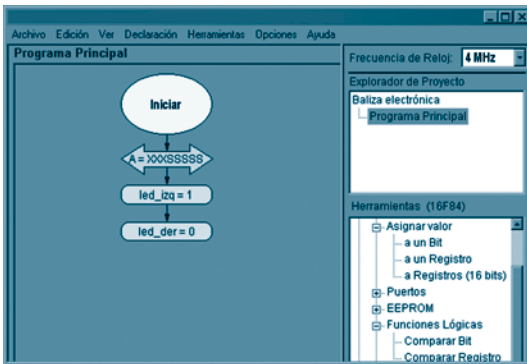 Archivo Edición Ver Declaración Herramientas Opciones Ayuda
Programa Principal
Iniciar
A = XXXSSSSS
led_izq = 1
led_der = 0
Frecuencia de Reloj: 4 MHz
Explorador de Proyecto
Baliza electrónica
Programa Principal
Herramientas (16F84)
Asignar valor
a un Bit
a un Registro
a Registros (16 bits)
Puertos
EEPROM
Funciones Lógicas
Comparar Bit
Comparar Registro